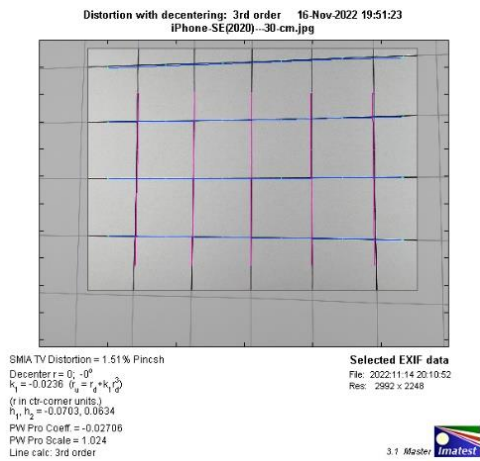 Distortion with decentering:  3rd order    16-Nov-2022 19:51:23
iPhone-SE(2020)---30-cm.jpg
SMIA TV Distortion = 1.51% Pincsh
Decenter r = 0;  -0°
k₁ = -0.0236  (rᵤ = r_d+k₁r_d³)
(r in ctr-corner units.)
h₁, h₂ = -0.0703, 0.0634
PW Pro Coeff. = -0.02706
PW Pro Scale = 1.024
Line calc: 3rd order
Selected EXIF data
File: 2022:11:14 20:10:52
Res: 2992 x 2248
3.1 Master
Imatest